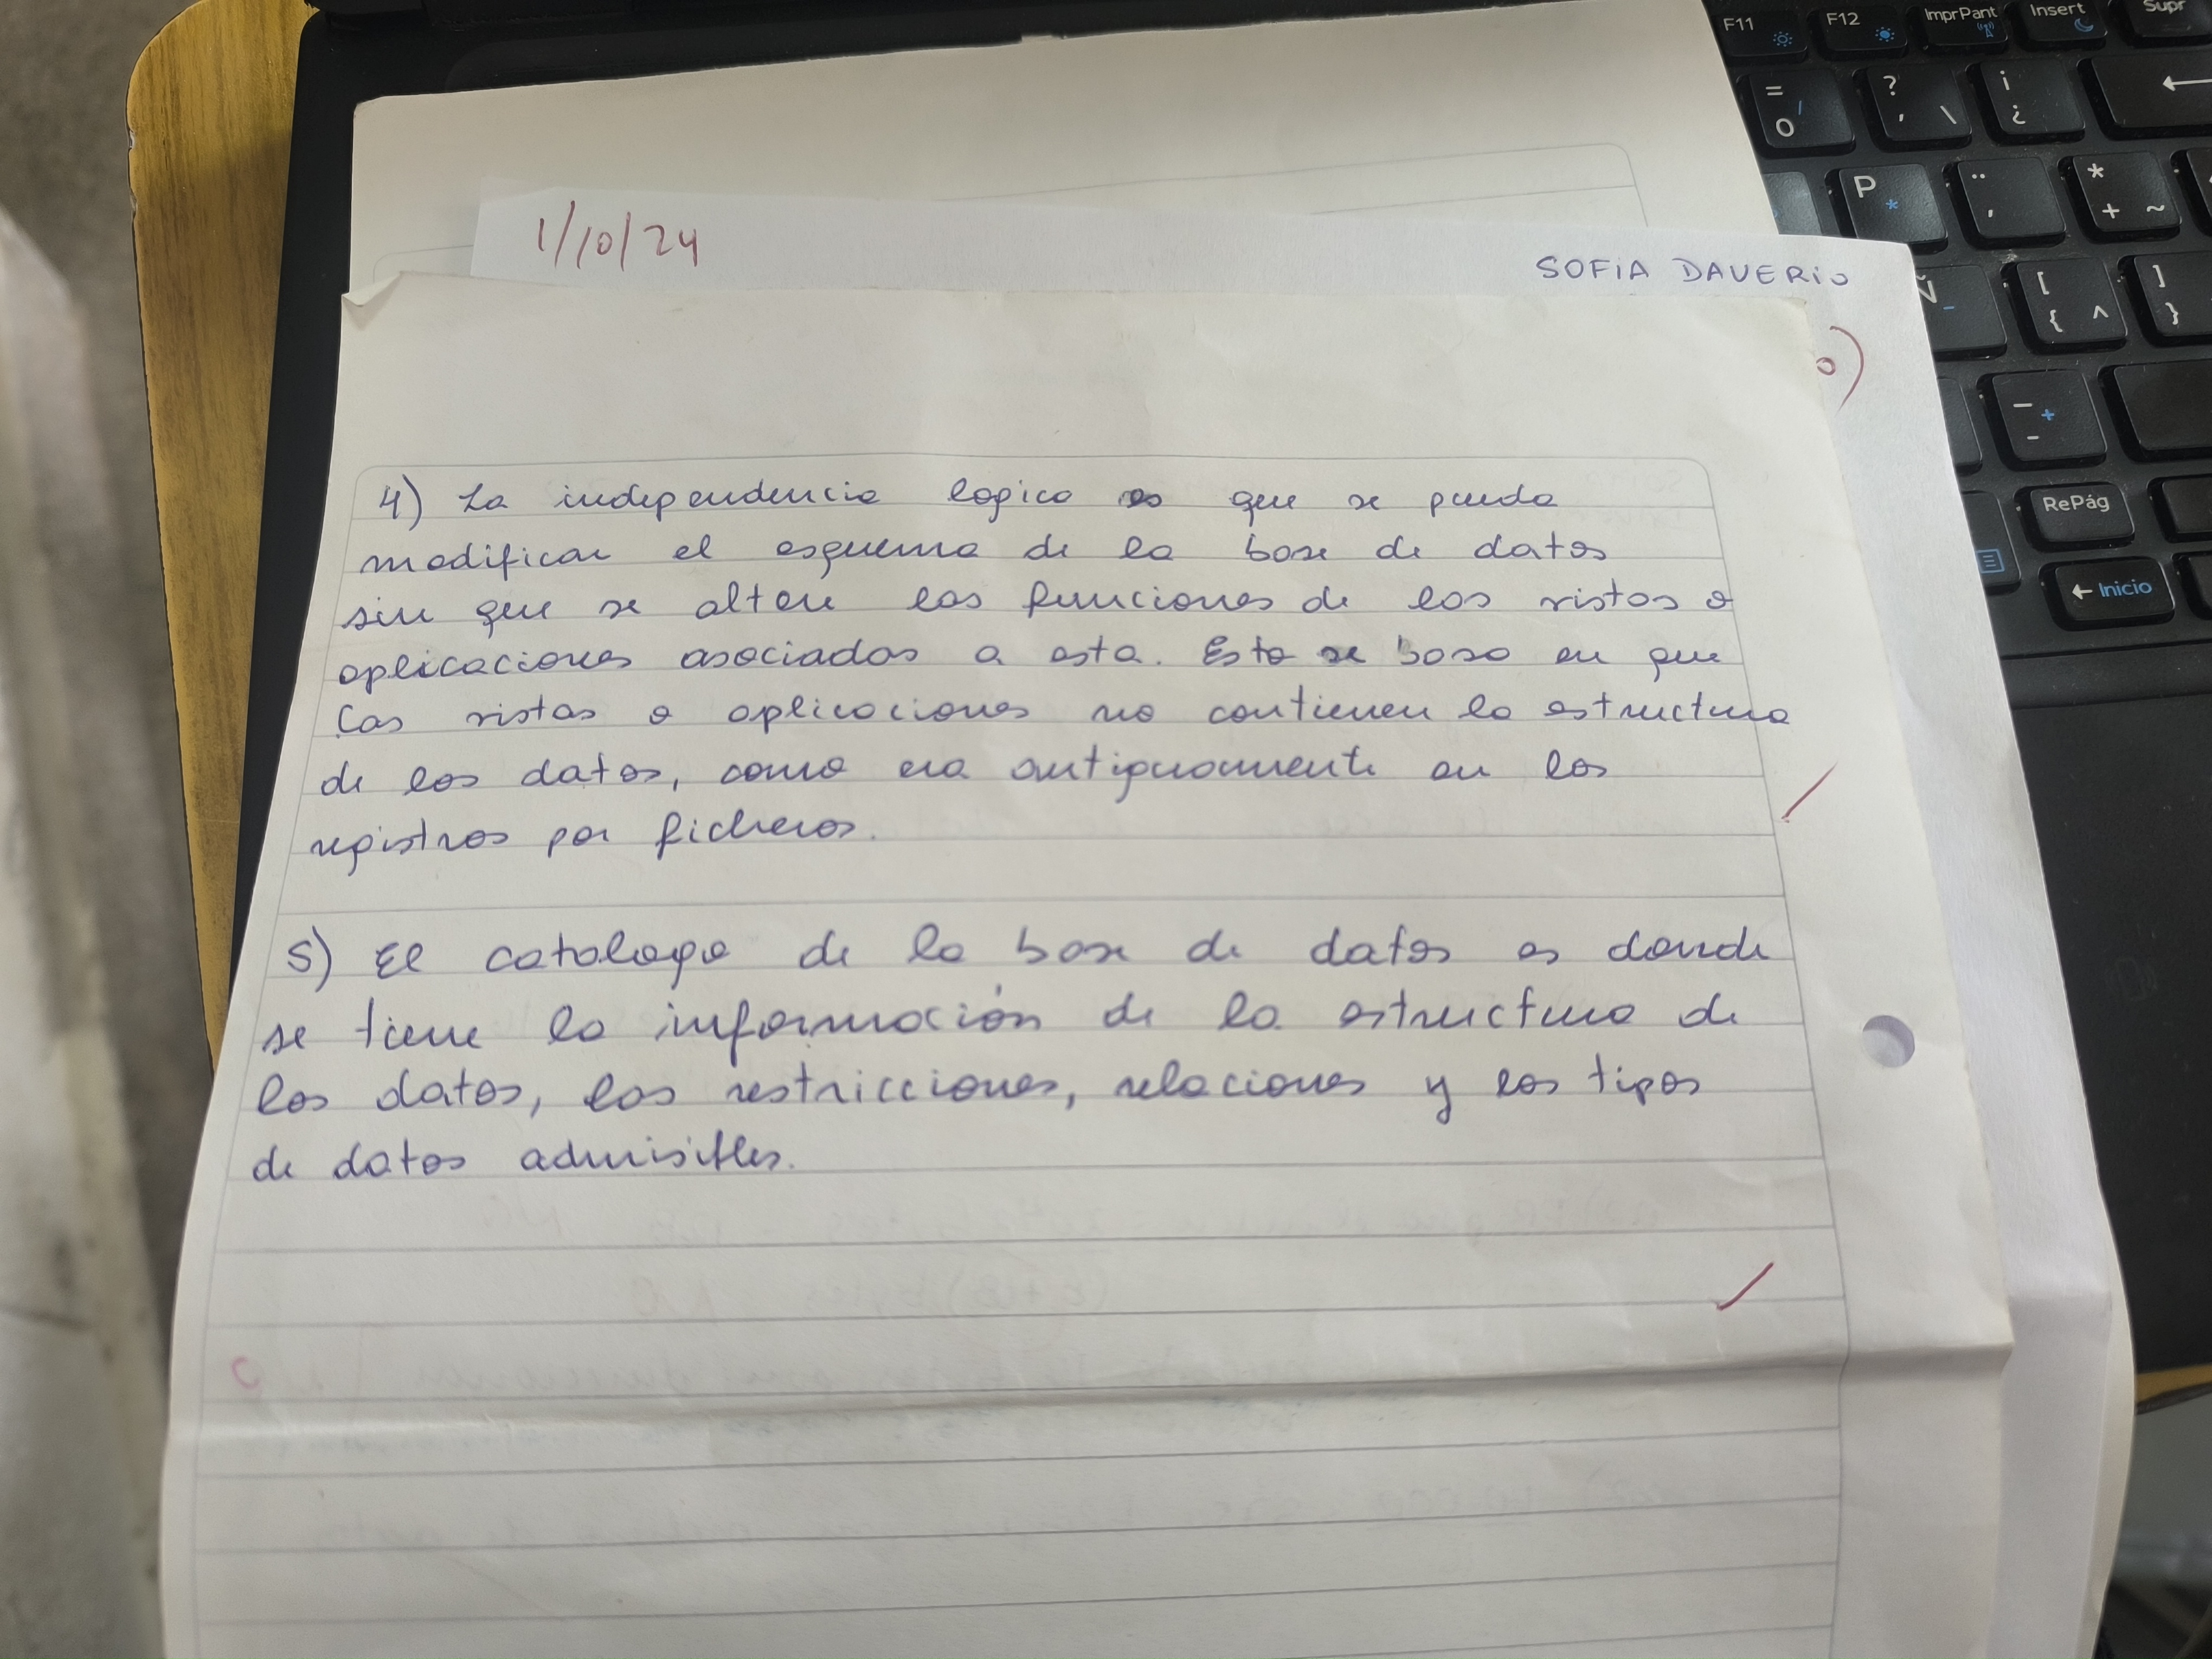 1/10/24
SOFIA DAVERIO
o)
4) La independencia logica es que se pueda
modificar el esquema de la base de datos
sin que se altere las funciones de las vistas o
aplicaciones asociados a esta. Esto se basa en que
las vistas o aplicaciones no contienen la estructura
de los datos, como era antiguamente en los
registros por ficheros.
5) El catalogo de la base de datos es donde
se tiene la información de la estructura de
los datos, las restricciones, relaciones y los tipos
de datos admisibles.
F11
F12
ImprPant
Insert
Supr
= 0 '
? ' \
¡ ¿
P *
¨ ´
* + ~
Ñ
[ { ^
] }
RePág
Inicio